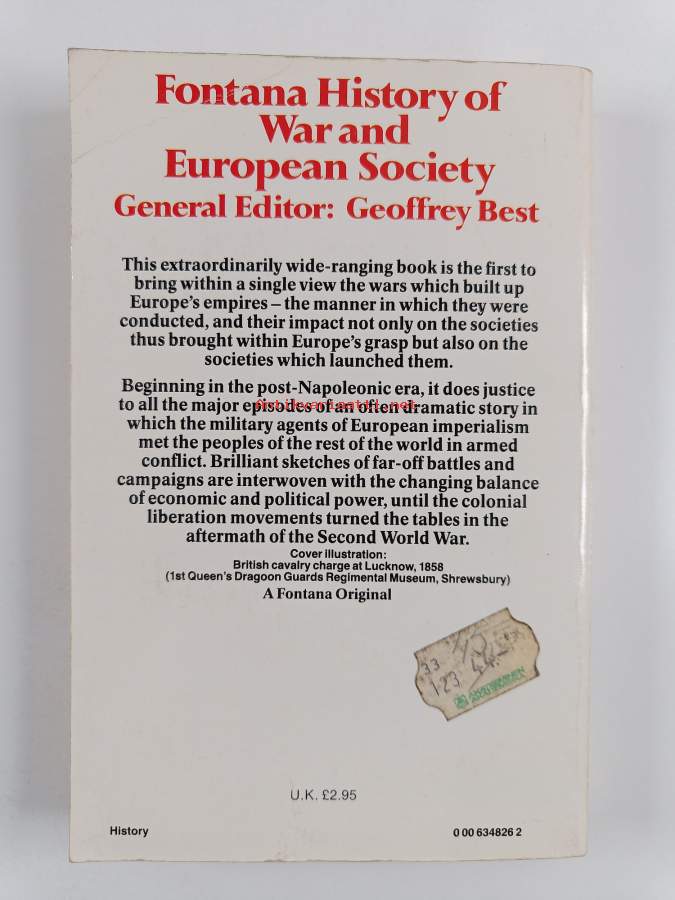 Fontana History of
War and
European Society
General Editor: Geoffrey Best
This extraordinarily wide-ranging book is the first to
bring within a single view the wars which built up
Europe's empires – the manner in which they were
conducted, and their impact not only on the societies
thus brought within Europe's grasp but also on the
societies which launched them.
Beginning in the post-Napoleonic era, it does justice
to all the major episodes of an often dramatic story in
antikvariaatti.net
which the military agents of European imperialism
met the peoples of the rest of the world in armed
conflict. Brilliant sketches of far-off battles and
campaigns are interwoven with the changing balance
of economic and political power, until the colonial
liberation movements turned the tables in the
aftermath of the Second World War.
Cover illustration:
British cavalry charge at Lucknow, 1858
(1st Queen's Dragoon Guards Regimental Museum, Shrewsbury)
A Fontana Original
33
123 44
U.K. £2.95
History
0 00 634826 2